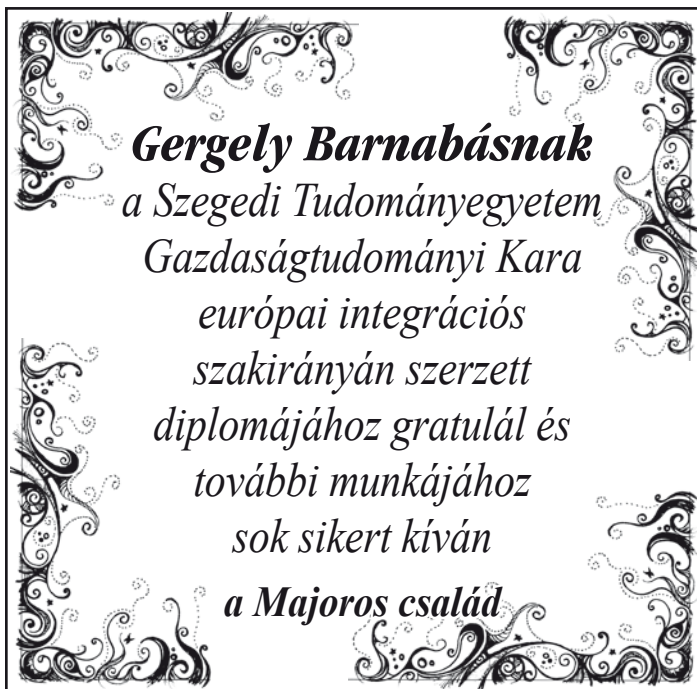 Gergely Barnabásnak
a Szegedi Tudományegyetem
Gazdaságtudományi Kara
európai integrációs
szakirányán szerzett
diplomájához gratulál és
további munkájához
sok sikert kíván
a Majoros család